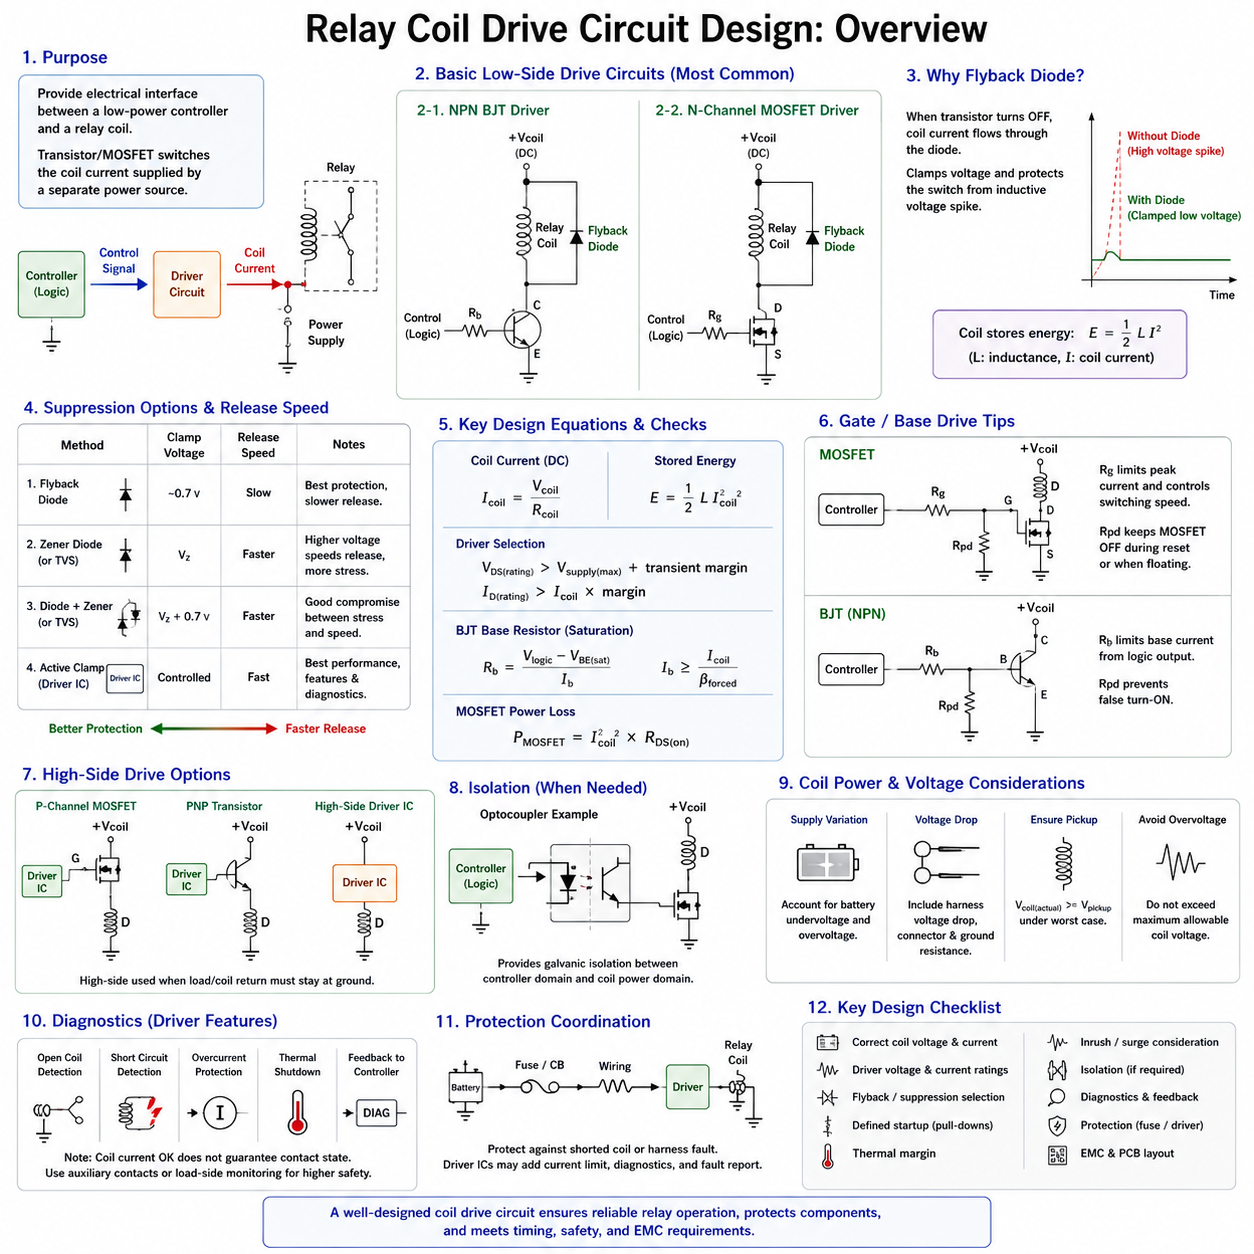 Relay Coil Drive Circuit Design: Overview
1. Purpose
Provide electrical interface
between a low-power controller
and a relay coil.
Transistor/MOSFET switches
the coil current supplied by
a separate power source.
Relay
Controller
(Logic)
Control
Signal
Driver
Circuit
Coil
Current
Power
Supply
2. Basic Low-Side Drive Circuits (Most Common)
2-1. NPN BJT Driver
+Vcoil
(DC)
Relay
Coil
Flyback
Diode
Control
(Logic)
Rb
C
E
2-2. N-Channel MOSFET Driver
+Vcoil
(DC)
Relay
Coil
Flyback
Diode
Control
(Logic)
Rg
D
S
3. Why Flyback Diode?
When transistor turns OFF,
coil current flows through
the diode.
Clamps voltage and protects
the switch from inductive
voltage spike.
Without Diode
(High voltage spike)
With Diode
(Clamped low voltage)
Time
Coil stores energy: E = 1/2 L I²
(L: inductance, I: coil current)
4. Suppression Options & Release Speed
Method
Clamp
Voltage
Release
Speed
Notes
1. Flyback
Diode
~0.7 v
Slow
Best protection,
slower release.
2. Zener Diode
(or TVS)
Vz
Faster
Higher voltage
speeds release,
more stress.
3. Diode + Zener
(or TVS)
Vz + 0.7 v
Faster
Good compromise
between stress
and speed.
4. Active Clamp
(Driver IC)
Driver IC
Controlled
Fast
Best performance,
features &
diagnostics.
Better Protection
Faster Release
5. Key Design Equations & Checks
Coil Current (DC)
Icoil = Vcoil / Rcoil
Stored Energy
E = 1/2 L I²coil ²
Driver Selection
VDS(rating) > Vsupply(max) + transient margin
ID(rating) > Icoil × margin
BJT Base Resistor (Saturation)
Rb = Vlogic − VBE(sat) / Ib
Ib ≥ Icoil / βforced
MOSFET Power Loss
PMOSFET = I²coil ² × RDS(on)
6. Gate / Base Drive Tips
MOSFET
+Vcoil
D
Controller
Rg
G
D
Rpd
S
Rg limits peak
current and controls
switching speed.
Rpd keeps MOSFET
OFF during reset
or when floating.
BJT (NPN)
+Vcoil
C
Controller
Rb
B
Rpd
E
Rb limits base current
from logic output.
Rpd prevents
false turn-ON.
7. High-Side Drive Options
P-Channel MOSFET
+Vcoil
G
Driver
IC
D
PNP Transistor
+Vcoil
Driver
IC
D
High-Side Driver IC
+Vcoil
Driver IC
D
High-side used when load/coil return must stay at ground.
8. Isolation (When Needed)
Optocoupler Example
+Vcoil
D
Controller
(Logic)
Provides galvanic isolation between
controller domain and coil power domain.
9. Coil Power & Voltage Considerations
Supply Variation
Account for battery
undervoltage and
overvoltage.
Voltage Drop
Include harness
voltage drop,
connector & ground
resistance.
Ensure Pickup
Vcoil(actual) >= Vpickup
under worst case.
Avoid Overvoltage
Do not exceed
maximum allowable
coil voltage.
10. Diagnostics (Driver Features)
Open Coil
Detection
Short Circuit
Detection
Overcurrent
Protection
I
Thermal
Shutdown
Feedback to
Controller
DIAG
Note: Coil current OK does not guarantee contact state.
Use auxiliary contacts or load-side monitoring for higher safety.
11. Protection Coordination
Battery
Fuse / CB
Wiring
Driver
Relay
Coil
Protect against shorted coil or harness fault.
Driver ICs may add current limit, diagnostics, and fault report.
12. Key Design Checklist
Correct coil voltage & current
Driver voltage & current ratings
Flyback / suppression selection
Defined startup (pull-downs)
Thermal margin
Inrush / surge consideration
Isolation (if required)
Diagnostics & feedback
Protection (fuse / driver)
EMC & PCB layout
A well-designed coil drive circuit ensures reliable relay operation, protects components,
and meets timing, safety, and EMC requirements.